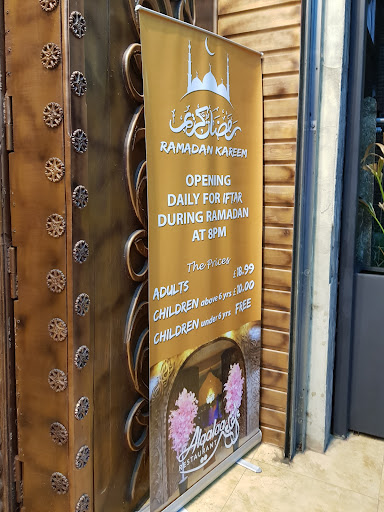 رمضان كريم
RAMADAN KAREEM
OPENING
DAILY FOR IFTAR
DURING RAMADAN
AT 8PM
The Prices
ADULTS £18.99
CHILDREN above 6 yrs £10.00
CHILDREN under 6 yrs FREE
RESTAURANT